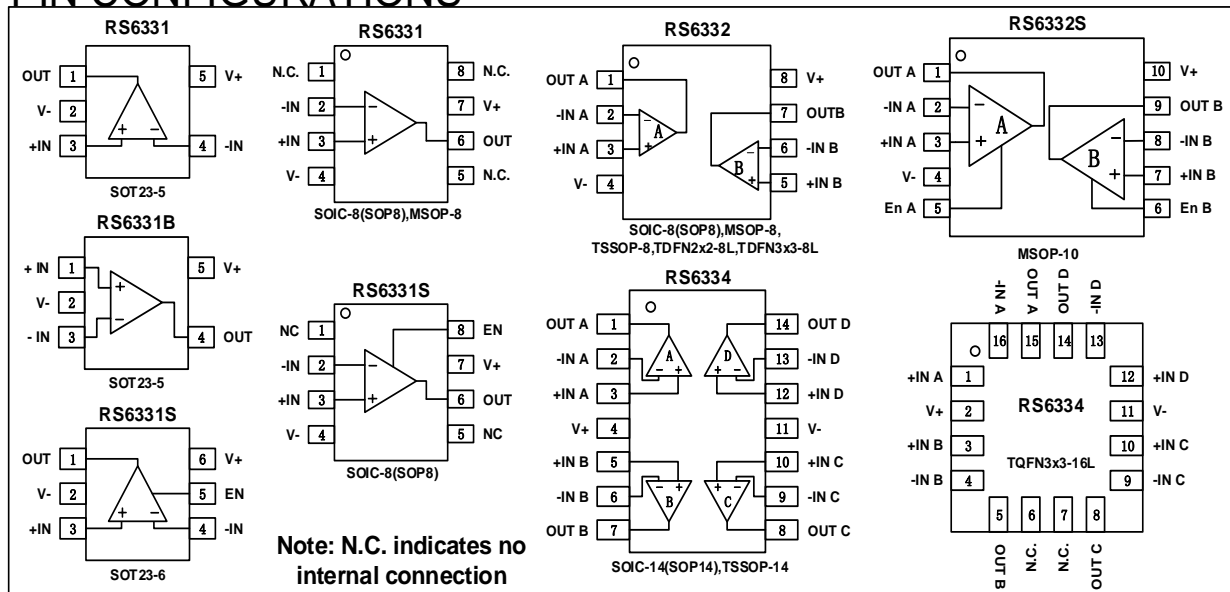 PIN CONFIGURATIONS
RS6331
OUT 1
V- 2
+IN 3
5 V+
4 -IN
+ -
SOT23-5
RS6331
N.C. 1
-IN 2
+IN 3
V- 4
8 N.C.
7 V+
6 OUT
5 N.C.
-
+
SOIC-8(SOP8),MSOP-8
RS6332
OUT A 1
-IN A 2
+IN A 3
V- 4
8 V+
7 OUTB
6 -IN B
5 +IN B
- A +
- B +
SOIC-8(SOP8),MSOP-8,
TSSOP-8,TDFN2x2-8L,TDFN3x3-8L
RS6332S
OUT A 1
-IN A 2
+IN A 3
V- 4
En A 5
10 V+
9 OUT B
8 -IN B
7 +IN B
6 En B
- A +
- B +
MSOP-10
RS6331B
+ IN 1
V- 2
- IN 3
5 V+
4 OUT
+
-
SOT23-5
RS6331S
NC 1
-IN 2
+IN 3
V- 4
8 EN
7 V+
6 OUT
5 NC
-
+
SOIC-8(SOP8)
RS6334
OUT A 1
-IN A 2
+IN A 3
V+ 4
+IN B 5
-IN B 6
OUT B 7
14 OUT D
13 -IN D
12 +IN D
11 V-
10 +IN C
9 -IN C
8 OUT C
A - +
D + -
- + B
+ - C
SOIC-14(SOP14),TSSOP-14
-IN A
OUT A
OUT D
-IN D
16 15 14 13
+IN A 1
V+ 2
+IN B 3
-IN B 4
12 +IN D
11 V-
10 +IN C
9 -IN C
RS6334
TQFN3x3-16L
5 6 7 8
OUT B
N.C.
N.C.
OUT C
RS6331S
OUT 1
V- 2
+IN 3
6 V+
5 EN
4 -IN
+ -
SOT23-6
Note: N.C. indicates no
internal connection